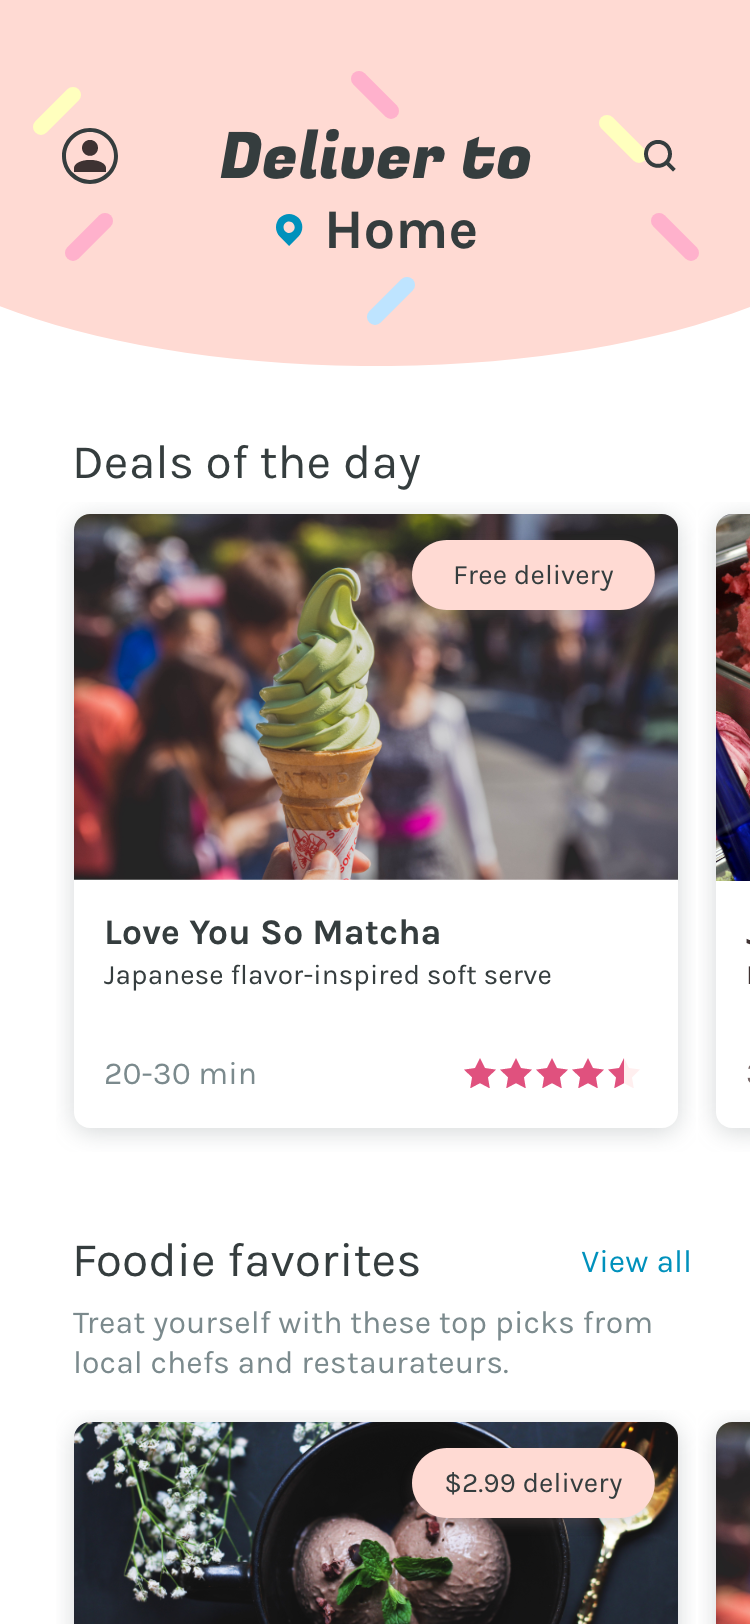 Deliver to
Home
Deals of the day
Free delivery
Love You So Matcha
Japanese flavor-inspired soft serve
20-30 min
Foodie favorites
View all
Treat yourself with these top picks from
local chefs and restaurateurs.
$2.99 delivery